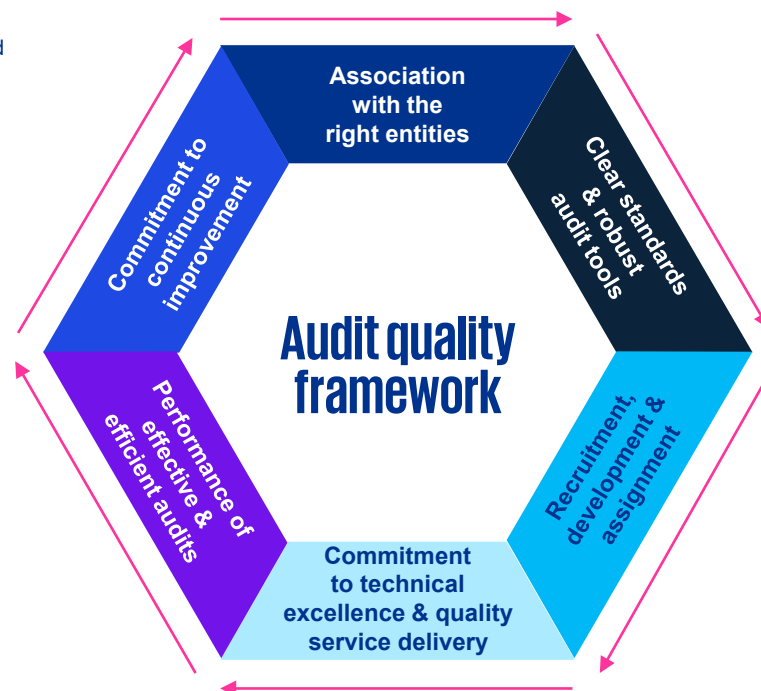 Association
with the
right entities
Clear standards
& robust
audit tools
Recruitment,
development &
assignment
Commitment
to technical
excellence & quality
service delivery
Performance of
effective &
efficient audits
Commitment to
continuous
improvement
Audit quality
framework